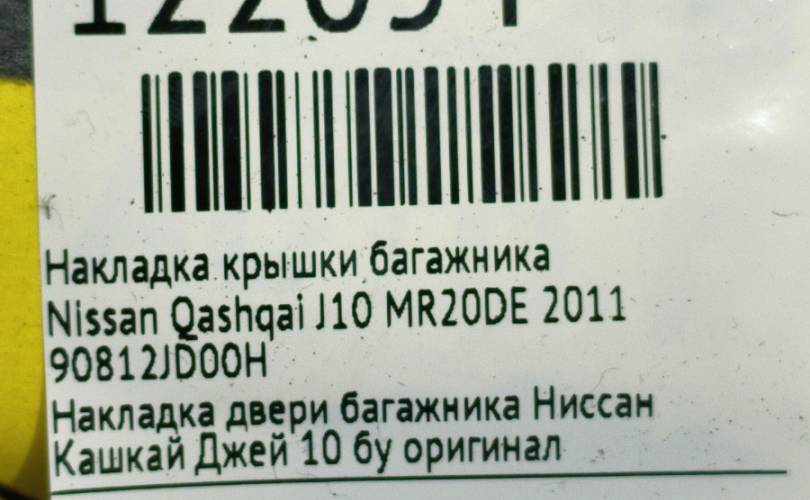 Накладка крышки багажника
Nissan Qashqai J10 MR20DE 2011
90812JD00H
Накладка двери багажника Ниссан
Кашкай Джей 10 бу оригинал